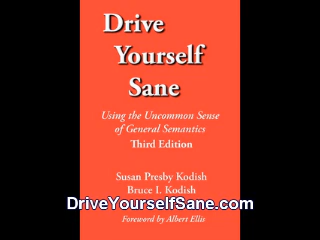 Drive
Yourself
Sane
Using the Uncommon Sense
of General Semantics
Third Edition
Susan Presby Kodish
Bruce I. Kodish
DriveYourselfSane.com
Foreword by Albert Ellis